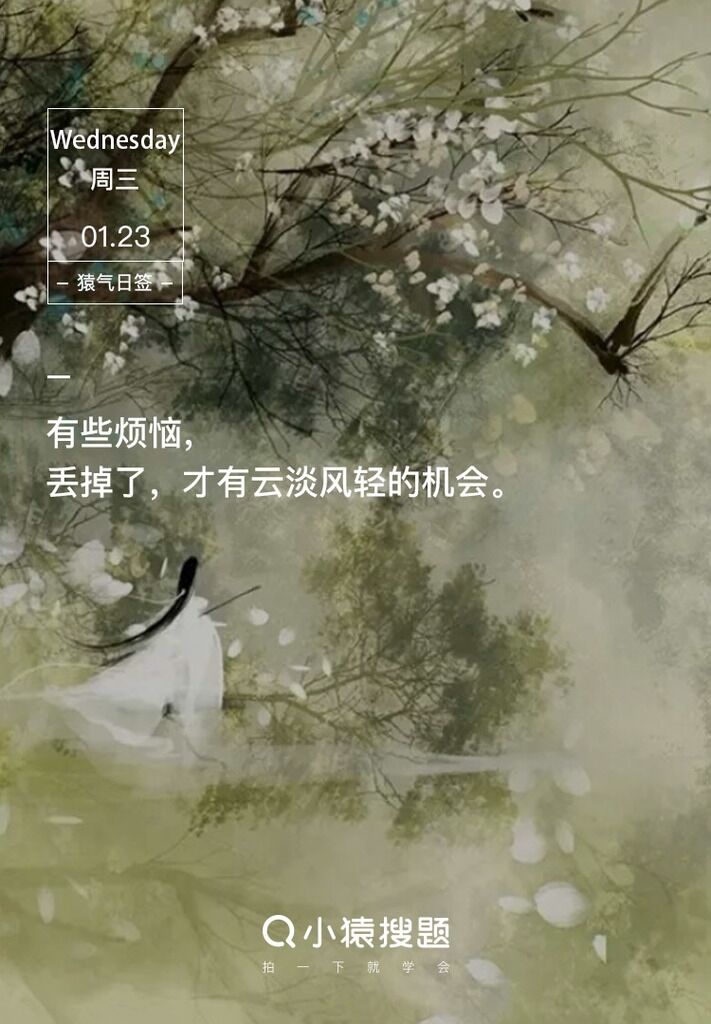 Wednesday
周三
01.23
– 猿气日签 –
有些烦恼，
丢掉了，才有云淡风轻的机会。
小猿搜题
拍一下就学会